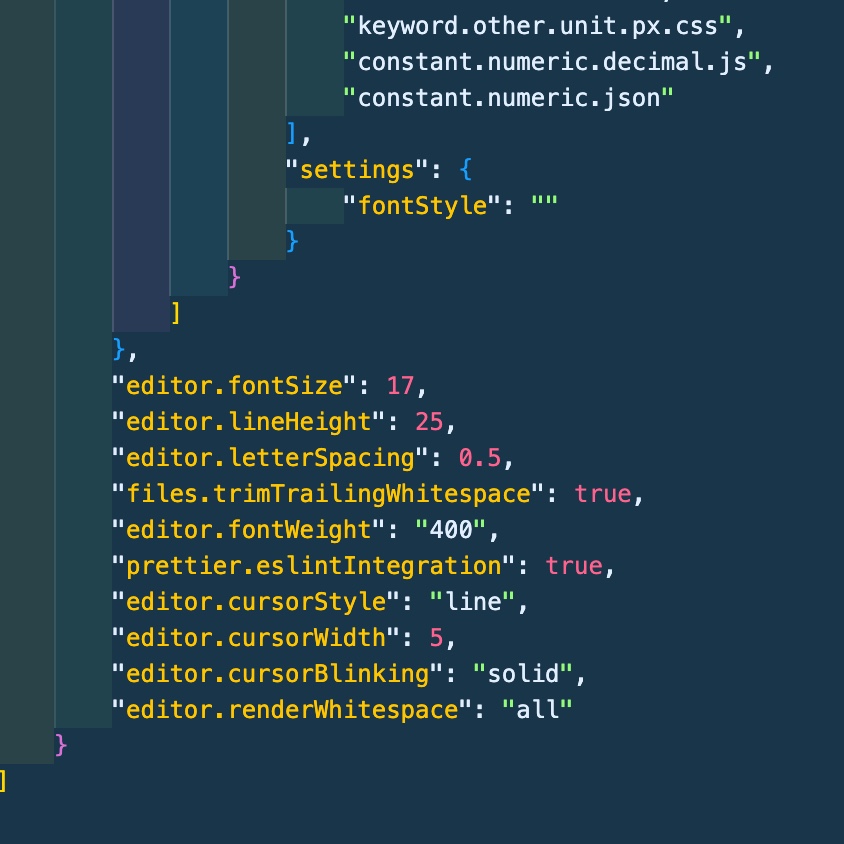 "keyword.other.unit.px.css",
"constant.numeric.decimal.js",
"constant.numeric.json"
],
"settings": {
"fontStyle": ""
}
}
]
},
"editor.fontSize": 17,
"editor.lineHeight": 25,
"editor.letterSpacing": 0.5,
"files.trimTrailingWhitespace": true,
"editor.fontWeight": "400",
"prettier.eslintIntegration": true,
"editor.cursorStyle": "line",
"editor.cursorWidth": 5,
"editor.cursorBlinking": "solid",
"editor.renderWhitespace": "all"
}
]